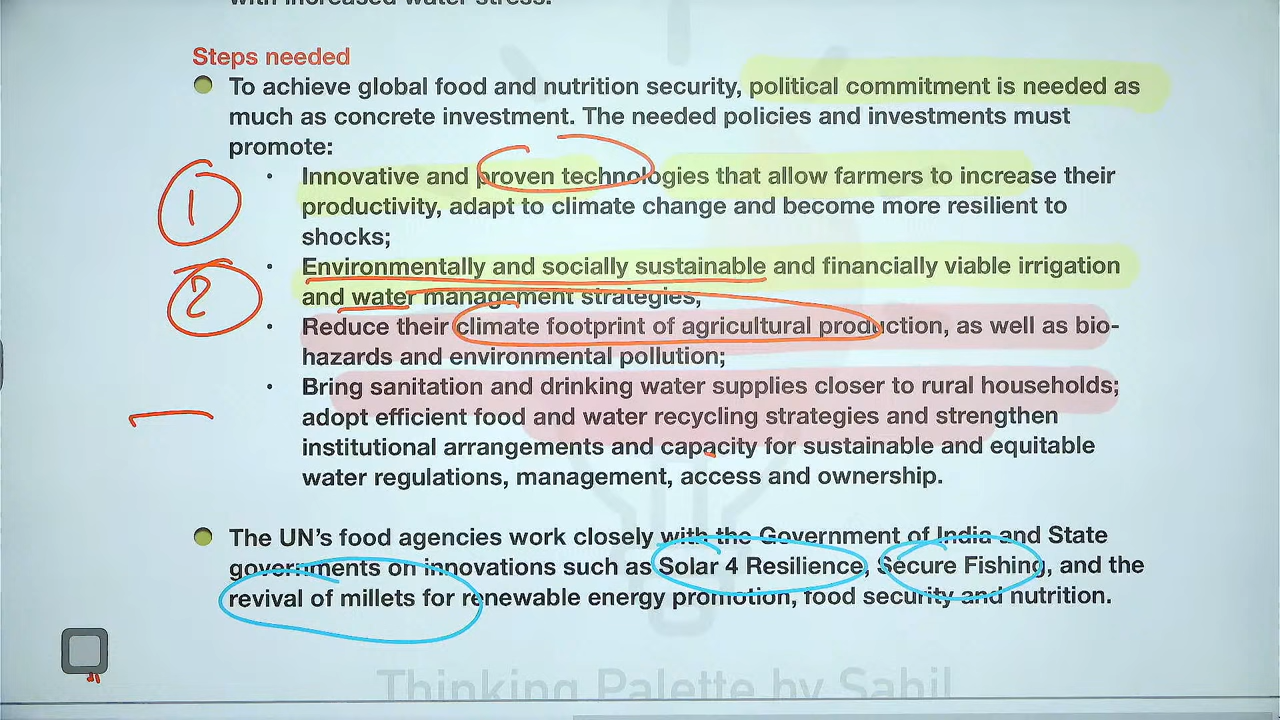 with increased water stress.
Steps needed
To achieve global food and nutrition security, political commitment is needed as
much as concrete investment. The needed policies and investments must
promote:
1
• Innovative and proven technologies that allow farmers to increase their
productivity, adapt to climate change and become more resilient to
shocks;
2
• Environmentally and socially sustainable and financially viable irrigation
and water management strategies;
• Reduce their climate footprint of agricultural production, as well as bio-
hazards and environmental pollution;
• Bring sanitation and drinking water supplies closer to rural households;
adopt efficient food and water recycling strategies and strengthen
institutional arrangements and capacity for sustainable and equitable
water regulations, management, access and ownership.
The UN's food agencies work closely with the Government of India and State
governments on innovations such as Solar 4 Resilience, Secure Fishing, and the
revival of millets for renewable energy promotion, food security and nutrition.
Thinking Palette by Sahil